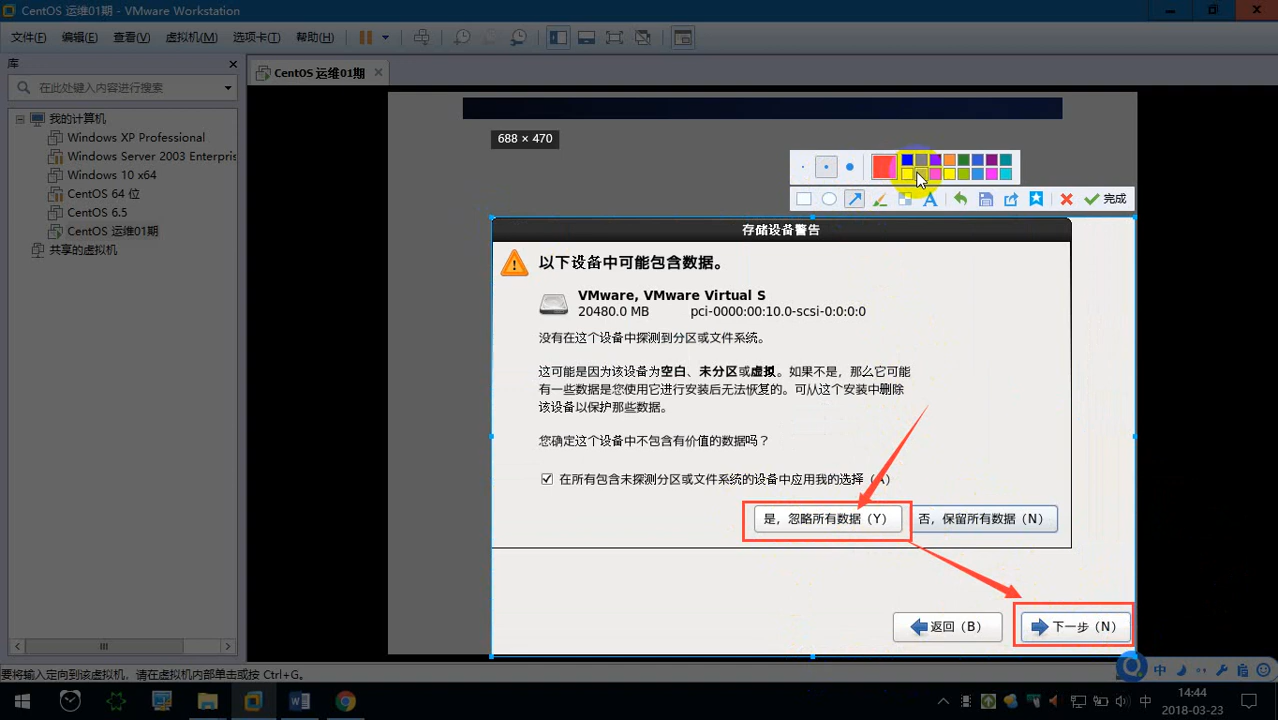 CentOS 运维01期 - VMware Workstation
文件(F) 编辑(E) 查看(V) 虚拟机(M) 选项卡(T) 帮助(H)
库
在此处键入内容进行搜索
我的计算机
Windows XP Professional
Windows Server 2003 Enterpris
Windows 10 x64
CentOS 64 位
CentOS 6.5
CentOS 运维01期
共享的虚拟机
CentOS 运维01期
688 × 470
A
完成
存储设备警告
以下设备中可能包含数据。
VMware, VMware Virtual S
20480.0 MB pci-0000:00:10.0-scsi-0:0:0:0
没有在这个设备中探测到分区或文件系统。
这可能是因为该设备为空白、未分区或虚拟。如果不是，那么它可能
有一些数据是您使用它进行安装后无法恢复的。可从这个安装中删除
该设备以保护那些数据。
您确定这个设备中不包含有价值的数据吗？
在所有包含未探测分区或文件系统的设备中应用我的选择（A）
是，忽略所有数据（Y） 否，保留所有数据（N）
返回（B） 下一步（N）
要将输入定向到该虚拟机，请在虚拟机内部单击或按 Ctrl+G。
中
中
14:44
2018-03-23